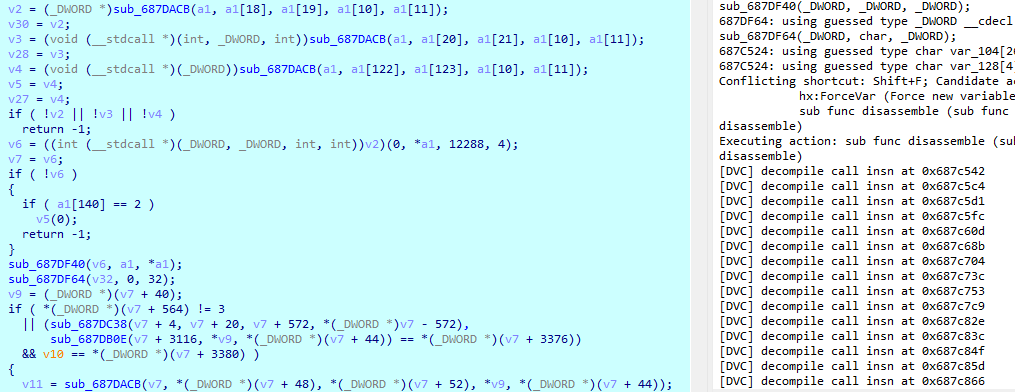 v2 = (_DWORD *)sub_687DACB(a1, a1[18], a1[19], a1[10], a1[11]);
v30 = v2;
v3 = (void (__stdcall *)(int, _DWORD, int))sub_687DACB(a1, a1[20], a1[21], a1[10], a1[11]);
v28 = v3;
v4 = (void (__stdcall *)(_DWORD))sub_687DACB(a1, a1[122], a1[123], a1[10], a1[11]);
v5 = v4;
v27 = v4;
if ( !v2 || !v3 || !v4 )
return -1;
v6 = ((int (__stdcall *)(_DWORD, _DWORD, int, int))v2)(0, *a1, 12288, 4);
v7 = v6;
if ( !v6 )
{
if ( a1[140] == 2 )
v5(0);
return -1;
}
sub_687DF40(v6, a1, *a1);
sub_687DF64(v32, 0, 32);
v9 = (_DWORD *)(v7 + 40);
if ( *(_DWORD *)(v7 + 564) != 3
|| (sub_687DC38(v7 + 4, v7 + 20, v7 + 572, *(_DWORD *)v7 - 572),
sub_687DB0E(v7 + 3116, *v9, *(_DWORD *)(v7 + 44)) == *(_DWORD *)(v7 + 3376))
&& v10 == *(_DWORD *)(v7 + 3380) )
{
v11 = sub_687DACB(v7, *(_DWORD *)(v7 + 48), *(_DWORD *)(v7 + 52), *v9, *(_DWORD *)(v7 + 44));
sub_687DF40(_DWORD, _DWORD, _DWORD);
687DF64: using guessed type _DWORD __cdecl
sub_687DF64(_DWORD, char, _DWORD);
687C524: using guessed type char var_104[26
687C524: using guessed type char var_128[4]
Conflicting shortcut: Shift+F; Candidate ac
hx:ForceVar (Force new variable
sub func disassemble (sub func
disassemble)
Executing action: sub func disassemble (sub
disassemble)
[DVC] decompile call insn at 0x687c542
[DVC] decompile call insn at 0x687c5c4
[DVC] decompile call insn at 0x687c5d1
[DVC] decompile call insn at 0x687c5fc
[DVC] decompile call insn at 0x687c60d
[DVC] decompile call insn at 0x687c68b
[DVC] decompile call insn at 0x687c704
[DVC] decompile call insn at 0x687c73c
[DVC] decompile call insn at 0x687c753
[DVC] decompile call insn at 0x687c7c9
[DVC] decompile call insn at 0x687c82e
[DVC] decompile call insn at 0x687c83c
[DVC] decompile call insn at 0x687c84f
[DVC] decompile call insn at 0x687c85d
[DVC] decompile call insn at 0x687c866